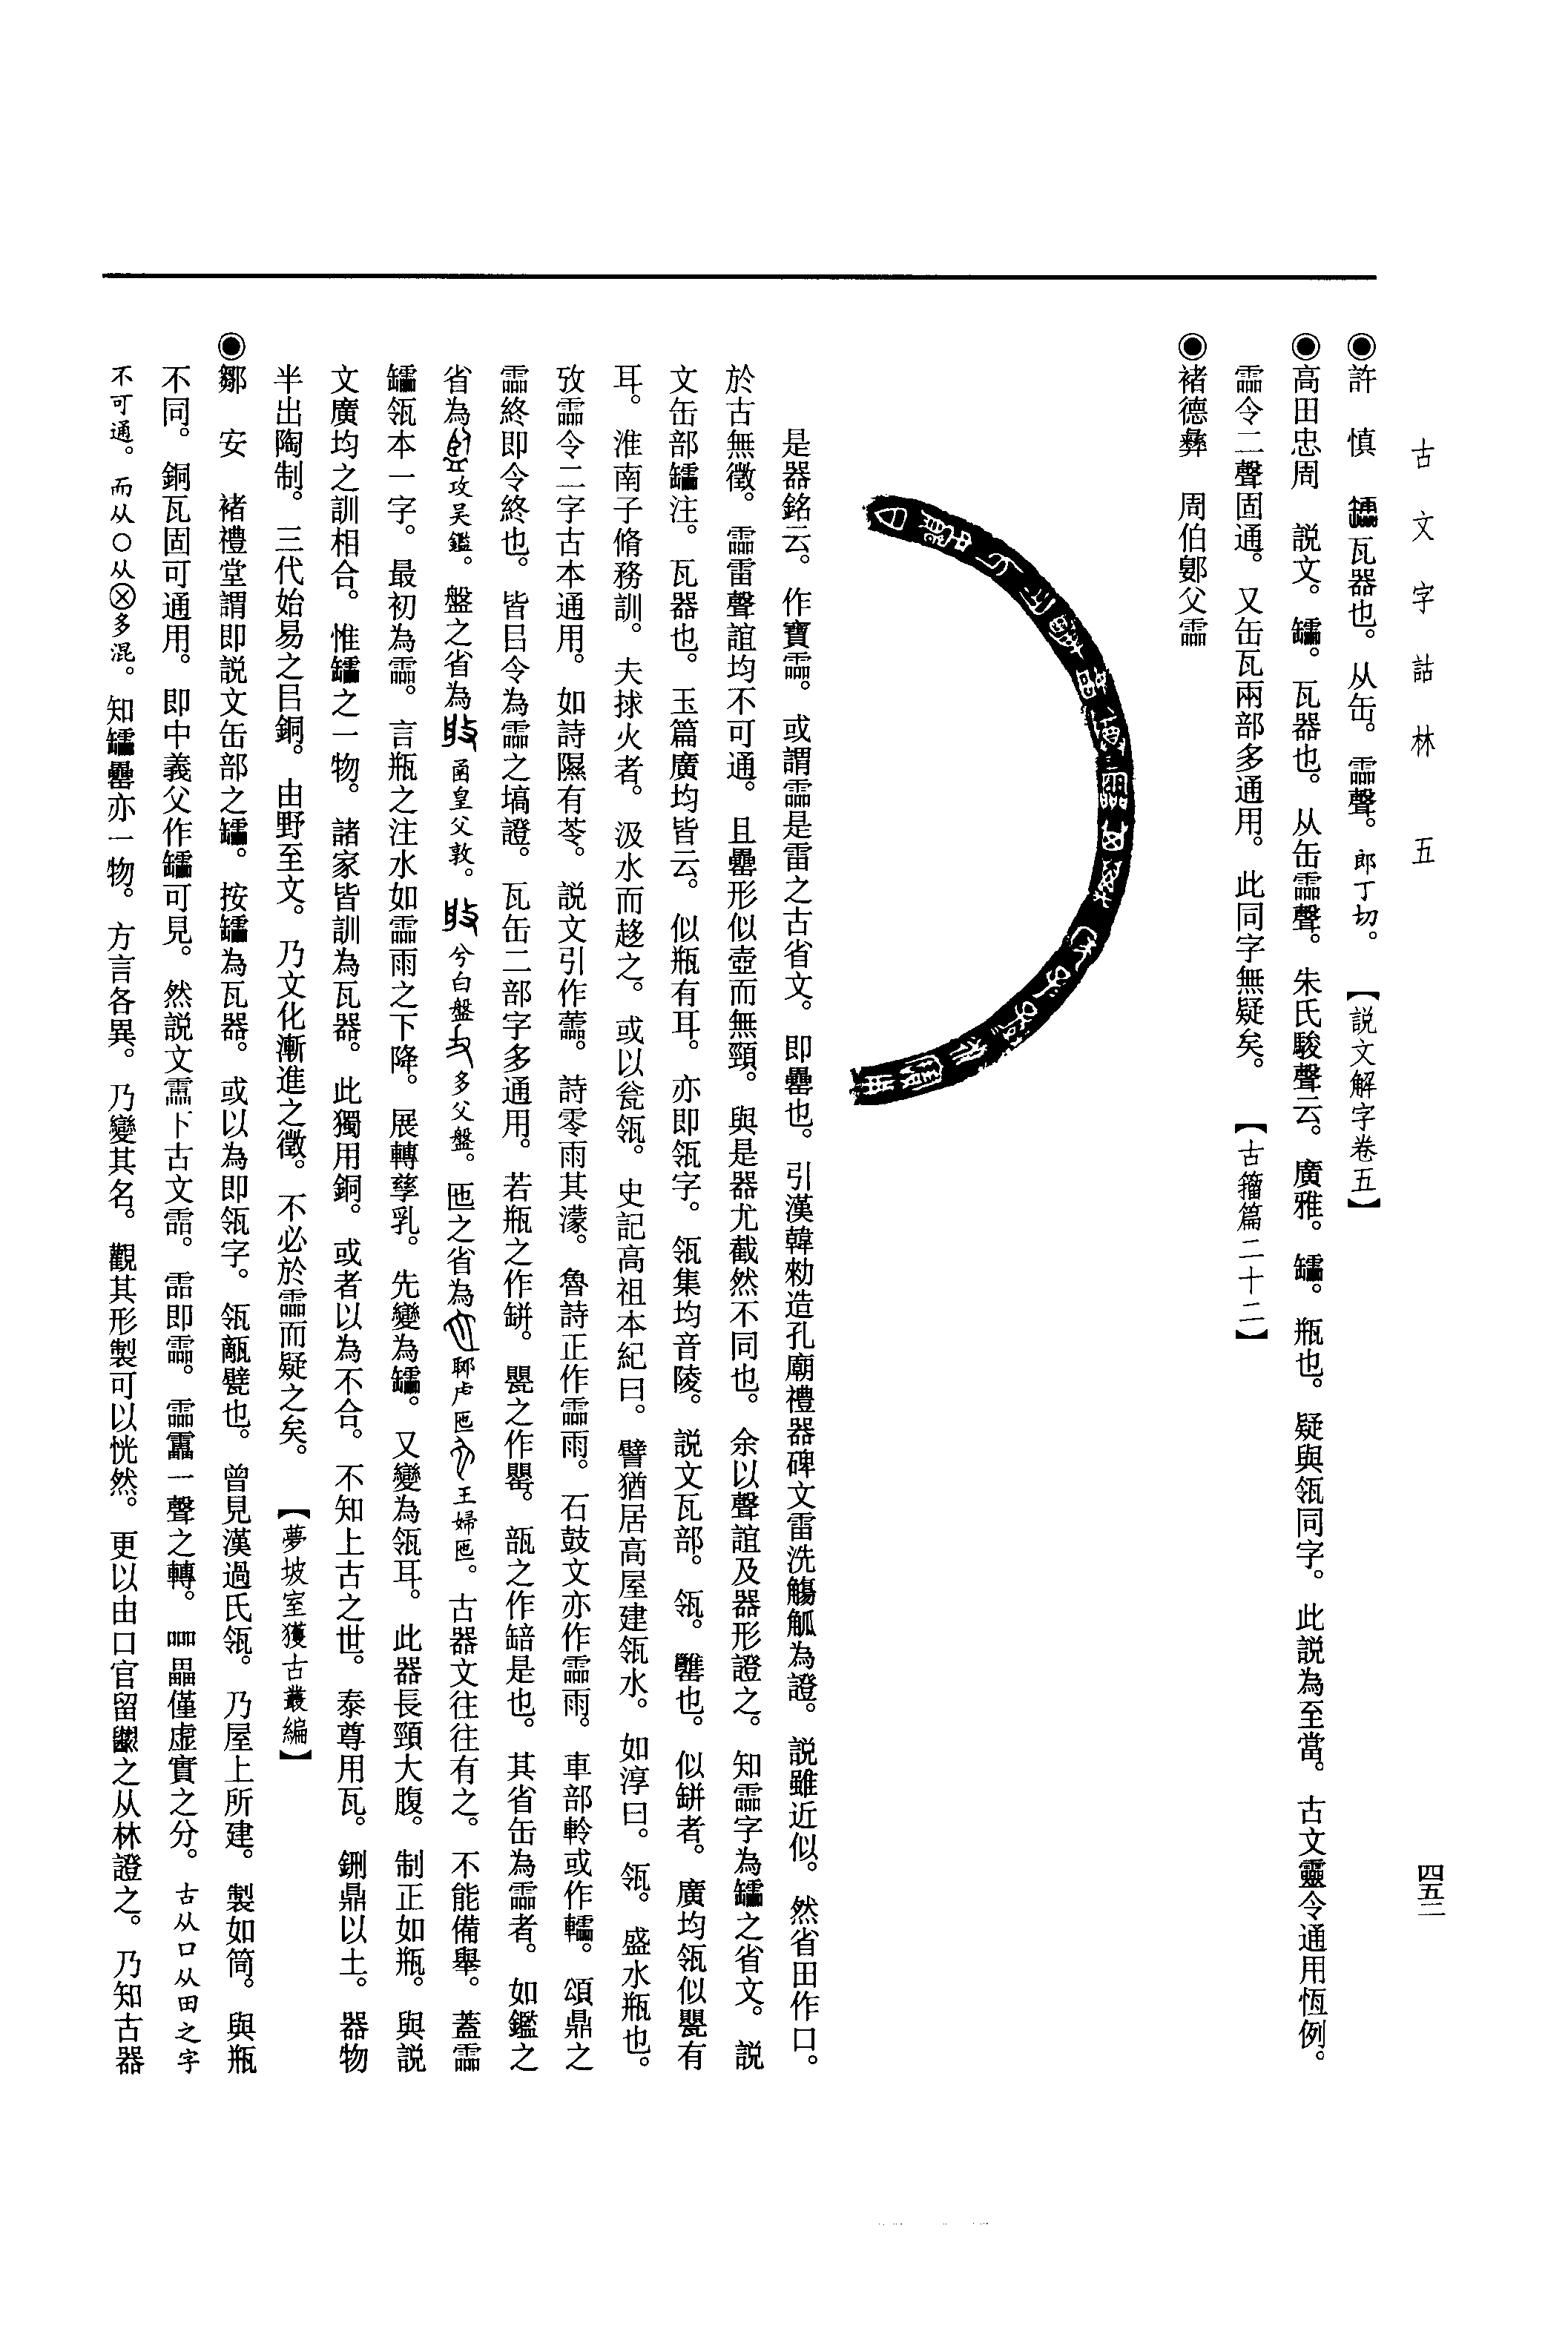 古文字詁林　五
四五二
◉許　慎　䍅瓦器也。从缶。霝聲。郎丁切。　【説文解字卷五】
◉高田忠周　説文。䍅。瓦器也。从缶霝聲。朱氏駿聲云。廣雅。䍅。瓶也。疑與瓴同字。此説為至當。古文靈令通用恆例。
霝令二聲固通。又缶瓦兩部多通用。此同字無疑矣。　【古籀篇二十二】
◉褚德彝　周伯䣊父霝
是器銘云。作寶霝。或謂霝是雷之古省文。即罍也。引漢韓勑造孔廟禮器碑文雷洗觴觚為證。説雖近似。然省田作口。
於古無徵。霝雷聲誼均不可通。且罍形似壺而無頸。與是器尤截然不同也。余以聲誼及器形證之。知霝字為䍅之省文。説
文缶部䍅注。瓦器也。玉篇廣均皆云。似瓶有耳。亦即瓴字。瓴集均音陵。説文瓦部。瓴。罋也。似缾者。廣均瓴似甖有
耳。淮南子脩務訓。夫救火者。汲水而趍之。或以瓮瓴。史記高祖本紀曰。譬猶居高屋建瓴水。如淳曰。瓴。盛水瓶也。
攷霝令二字古本通用。如詩隰有苓。説文引作蘦。詩零雨其濛。魯詩正作霝雨。石鼓文亦作霝雨。車部軨或作轜。頌鼎之
霝終即令終也。皆㠯令為霝之塙證。瓦缶二部字多通用。若瓶之作缾。甖之作罌。瓿之作䍌是也。其省缶為霝者。如鑑之
省為攻吴鑑。盤之省為函皇父敦。兮白盤多父盤。匜之省為郰卢匜王婦匜。古器文往往有之。不能備舉。蓋霝
䍅瓴本一字。最初為霝。言瓶之注水如霝雨之下降。展轉孳乳。先變為䍅。又變為瓴耳。此器長頸大腹。制正如瓶。與説
文廣均之訓相合。惟䍅之一物。諸家皆訓為瓦器。此獨用銅。或者以為不合。不知上古之世。泰尊用瓦。鉶鼎以土。器物
半出陶制。三代始易之㠯銅。由野至文。乃文化漸進之徵。不必於霝而疑之矣。　【夢坡室獲古叢編】
◉鄒　安　褚禮堂謂即説文缶部之䍅。按䍅為瓦器。或以為即瓴字。瓴㼾甓也。曾見漢過氏瓴。乃屋上所建。製如筒。與瓶
不同。銅瓦固可通用。即中義父作䍅可見。然説文靁下古文䨓。䨓即霝。霝靁一聲之轉。吅畾僅虚實之分。古从口从田之字
不可通。而从○从⊗多混。知䍅罍亦一物。方言各異。乃變其名。觀其形製可以恍然。更以由口官留之从林證之。乃知古器